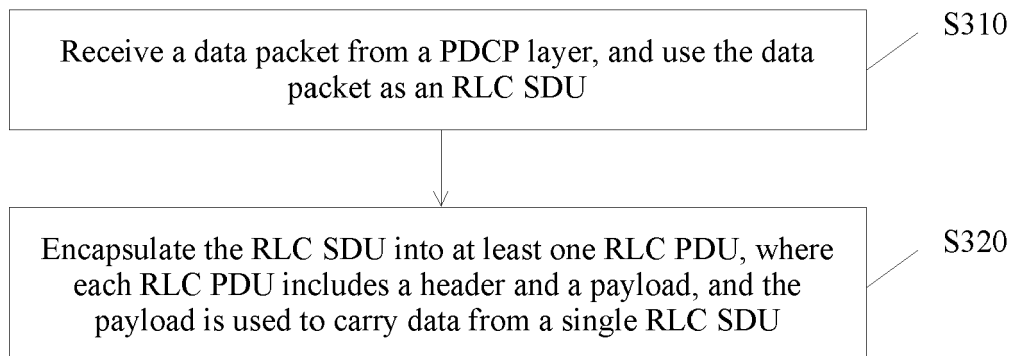 S310
Receive a data packet from a PDCP layer, and use the data
packet as an RLC SDU
S320
Encapsulate the RLC SDU into at least one RLC PDU, where
each RLC PDU includes a header and a payload, and the
payload is used to carry data from a single RLC SDU